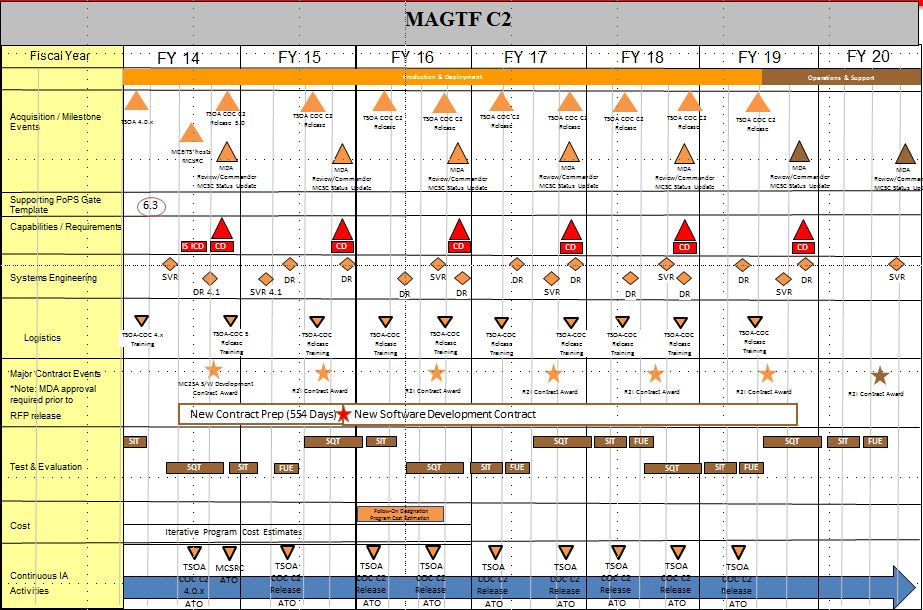 MAGTF C2
Fiscal Year FY 14 FY 15 FY 16 FY 17 FY 18 FY 19 FY 20
Production & Deployment
Operations & Support
Acquisition / Milestone
Events
TSOA 4.0.x
TSOA COC C2
Release 5.0
TSOA COC C2
Release
TSOA COC C2
Release
TSOA COC C2
Release
TSOA COC C2
Release
TSOA COC C2
Release
TSOA COC C2
Release
TSOA COC C2
Release
TSOA COC C2
Release
MCEITS hosts
MCSRC
MDA
Review/Commander
MCSC Status Update
MDA
Review/Commander
MCSC Status Update
MDA
Review/Commander
MCSC Status Update
MDA
Review/Commander
MCSC Status Update
MDA
Review/Commander
MCSC Status Update
MDA
Review/Commander
MCSC Status Update
MDA
Review/Commander
MCSC Status Update
Supporting PoPS Gate
Template
6.3
Capabilities / Requirements
IS ICD CD CD CD CD CD CD
Systems Engineering
SVR DR SVR
DR 4.1 SVR 4.1 DR DR DR DR SVR DR DR DR DR SVR DR SVR
Logistics
TSOA-COC 4.x
Training
TSOA-COC 5
Release
Training
TSOA-COC
Release
Training
TSOA-COC
Release
Training
TSOA-COC
Release
Training
TSOA-COC
Release
Training
TSOA-COC
Release
Training
TSOA-COC
Release
Training
TSOA-COC
Release
Training
TSOA-COC
Release
Training
Major Contract Events
*Note: MDA approval
required prior to
RFP release
MC2SA S/W Development
Contract Award
R2I Contract Award
R2I Contract Award
R2I Contract Award
R2I Contract Award
R2I Contract Award
R2I Contract Award
New Contract Prep (554 Days) New Software Development Contract
Test & Evaluation
SIT SQT SIT SQT SIT FUE SQT SIT FUE
SQT SIT FUE SQT SIT FUE SQT SIT FUE
Cost
Follow-On Designation
Program Cost Estimation
Iterative Program Cost Estimates
Continuous IA
Activities
TSOA
COC C2
4.0.x
ATO
MCSRC
ATO
TSOA
COC C2
Release
ATO
TSOA
COC C2
Release
ATO
TSOA
COC C2
Release
ATO
TSOA
COC C2
Release
ATO
TSOA
COC C2
Release
ATO
TSOA
COC C2
Release
ATO
TSOA
COC C2
Release
ATO
TSOA
COC C2
Release
ATO